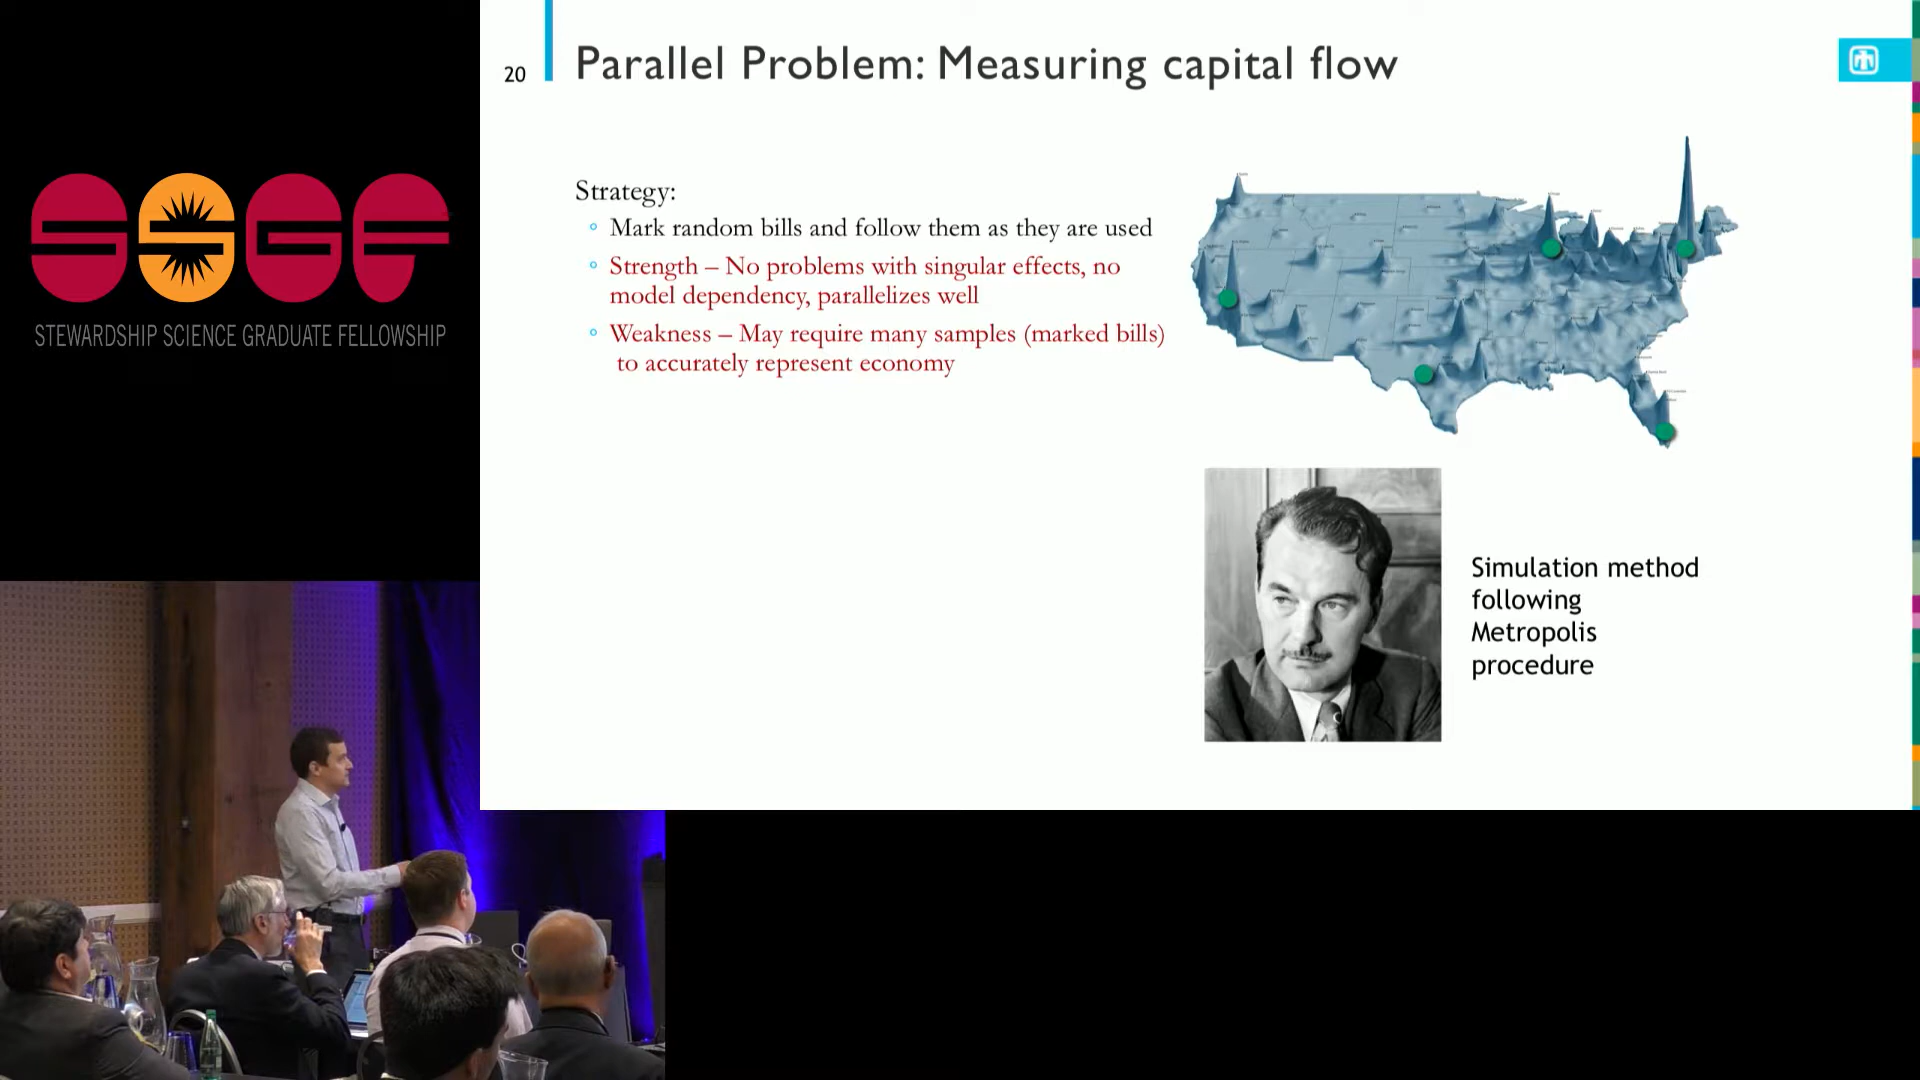 SSGF
STEWARDSHIP SCIENCE GRADUATE FELLOWSHIP
20
Parallel Problem: Measuring capital flow
Strategy:
Mark random bills and follow them as they are used
Strength – No problems with singular effects, no
model dependency, parallelizes well
Weakness – May require many samples (marked bills)
to accurately represent economy
Simulation method
following
Metropolis
procedure